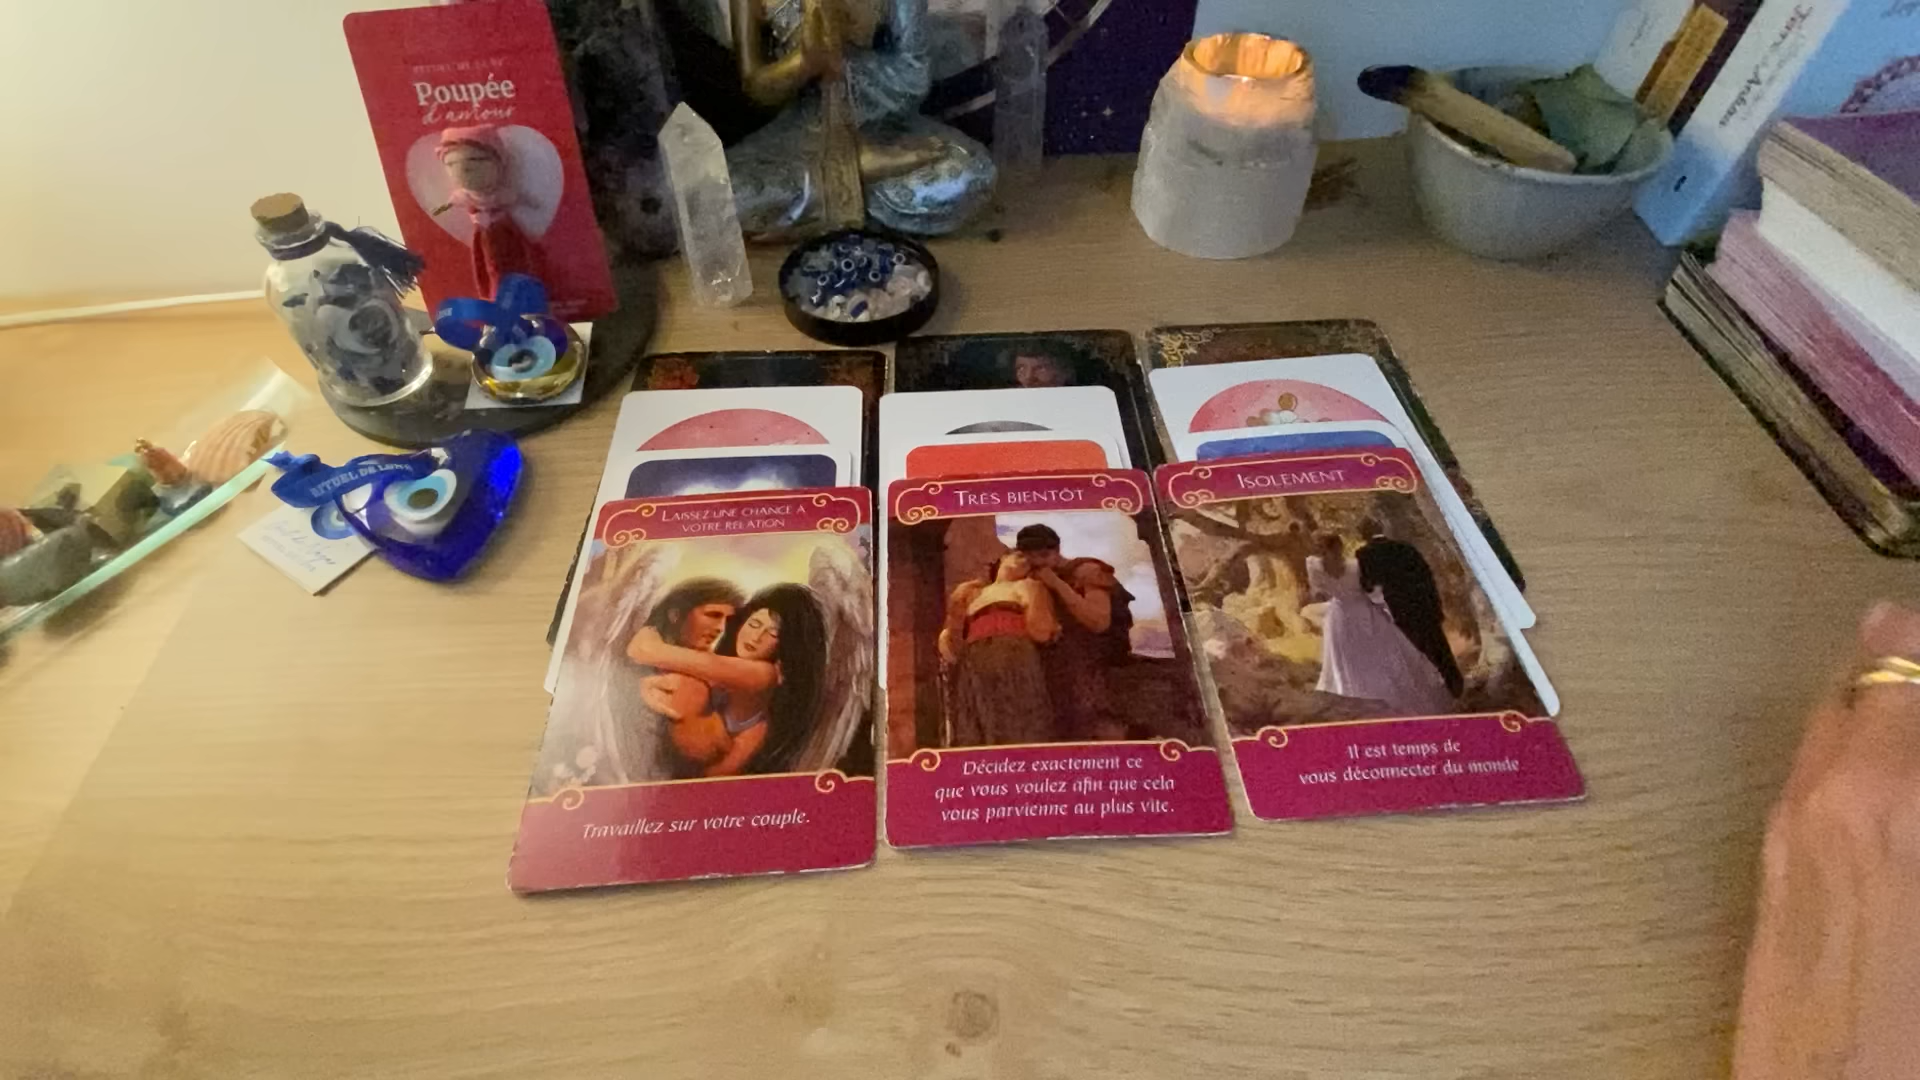 Poupée
d'amour
RITUEL DE LUNE
LAISSEZ UNE CHANCE À
VOTRE RELATION
Travaillez sur votre couple.
TRÈS BIENTÔT
Décidez exactement ce
que vous voulez afin que cela
vous parvienne au plus vite.
ISOLEMENT
Il est temps de
vous déconnecter du monde